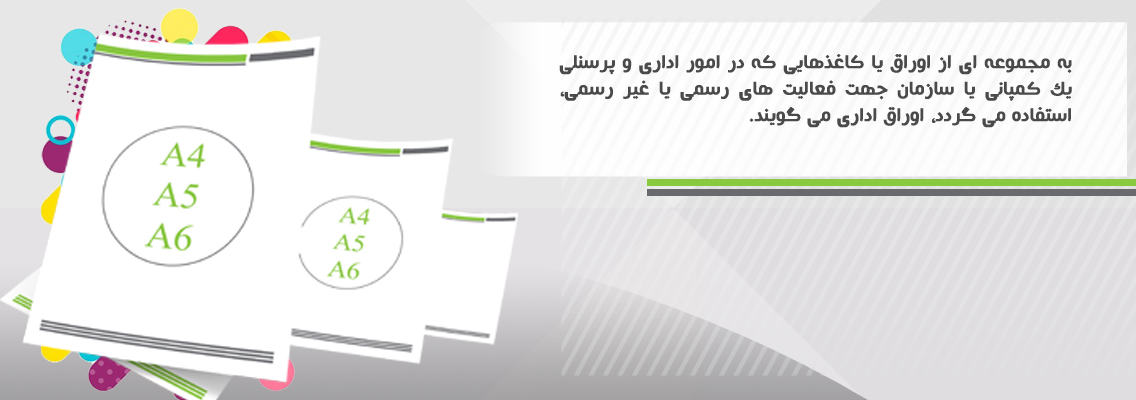 به مجموعه ای از اوراق یا کاغذهایی که در امور اداری و پرسنلی
یک کمپانی یا سازمان جهت فعالیت های رسمی یا غیر رسمی،
استفاده می گردد، اوراق اداری می گویند.
A4
A5
A6
A4
A5
A6